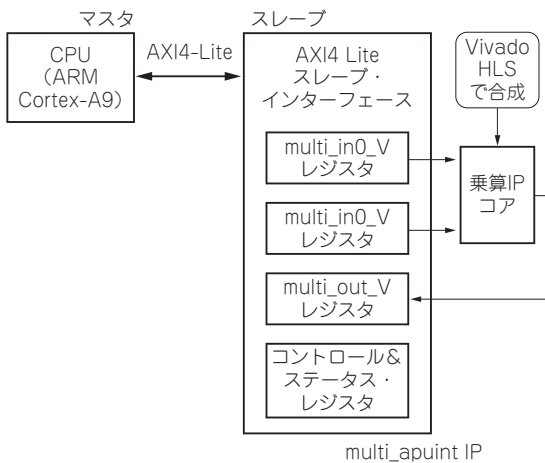 マスタ
スレーブ
CPU
(ARM
Cortex-A9)
AXI4-Lite
AXI4 Lite
スレーブ・
インターフェース
multi_in0_V
レジスタ
multi_in0_V
レジスタ
multi_out_V
レジスタ
コントロール&
ステータス・
レジスタ
Vivado
HLS
で合成
乗算IP
コア
multi_apuint IP